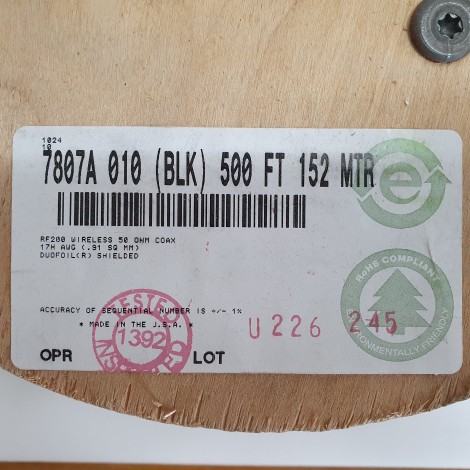 1024
10
7807A 010 (BLK) 500 FT 152 MTR
e
RF200 WIRELESS 50 OHM COAX
17H AWG (.91 SQ MM)
DUOFOIL(R) SHIELDED
RoHS COMPLIANT
ENVIRONMENTALLY FRIENDLY
ACCURACY OF SEQUENTIAL NUMBER IS +/- 1%
* MADE IN THE U.S.A. *
TESTED
1392
U 226 245
OPR LOT